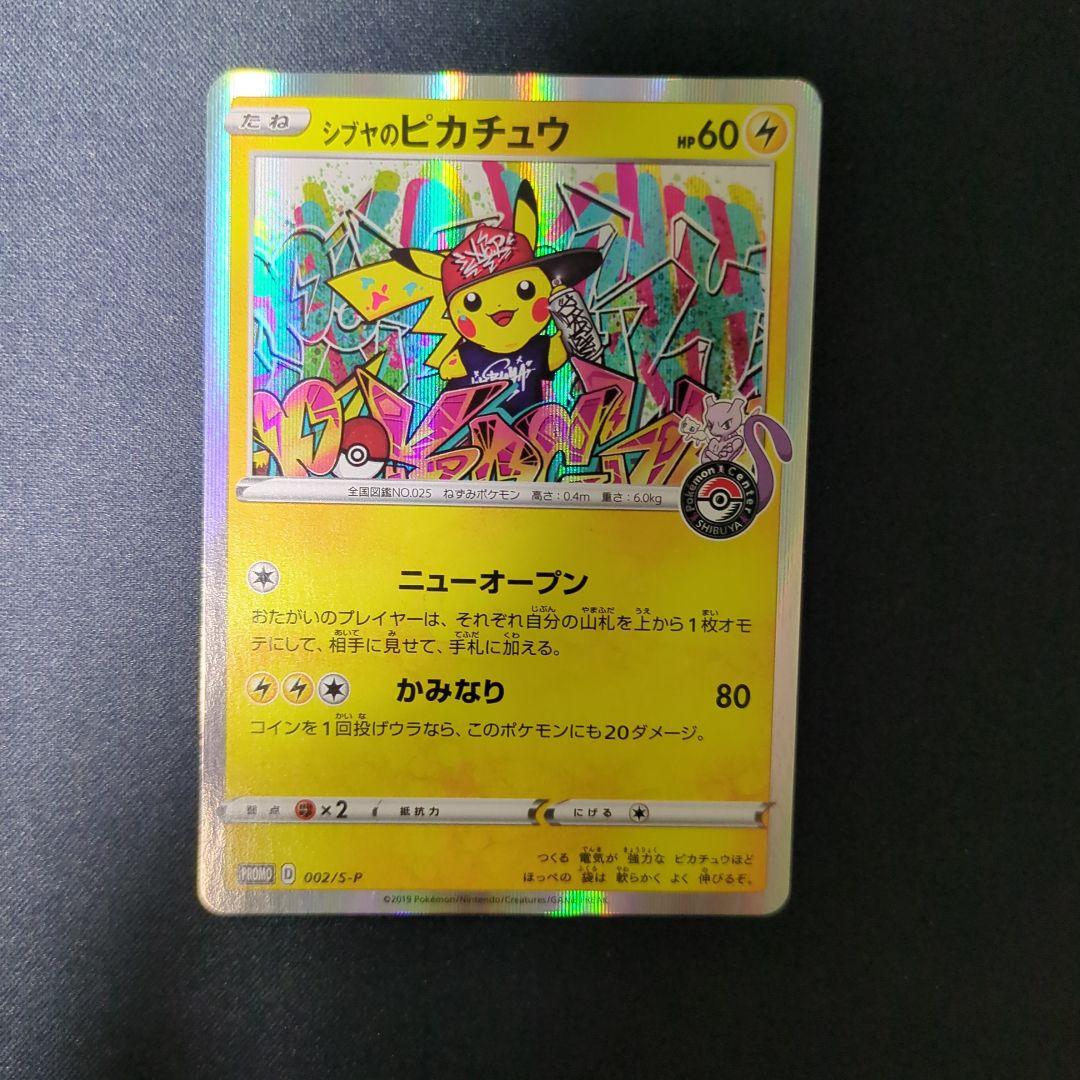 たね
シブヤのピカチュウ
HP60
全国図鑑NO.025 ねずみポケモン 高さ:0.4m 重さ:6.0kg
Pokémon Center
SHIBUYA
ニューオープン
おたがいのプレイヤーは、それぞれ自分の山札を上から1枚オモ
テにして、相手に見せて、手札に加える。
かみなり 80
コインを1回投げウラなら、このポケモンにも20ダメージ。
弱点 ×2 抵抗力 にげる
つくる 電気が 強力な ピカチュウほど
ほっぺの 袋は 軟らかく よく 伸びるぞ。
PROMO D 002/S-P
©2019 Pokémon/Nintendo/Creatures/GAME FREAK.